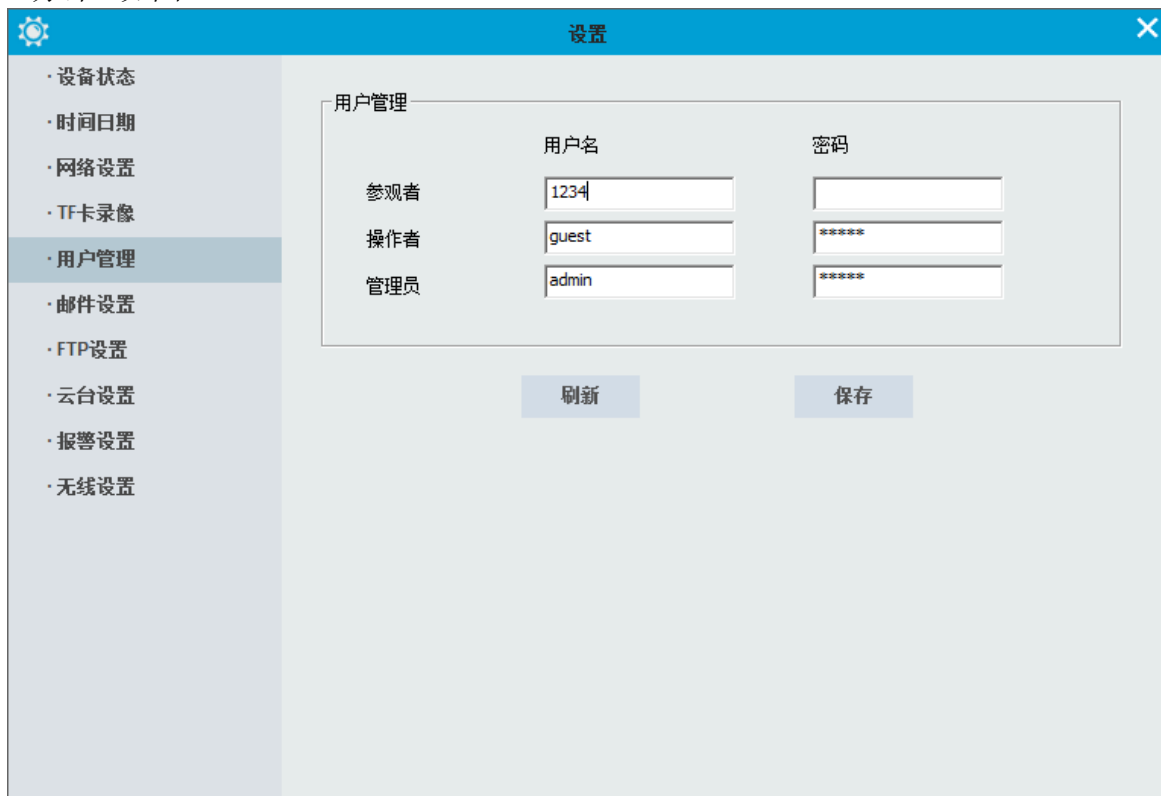 设置
·设备状态
·时间日期
·网络设置
·TF卡录像
·用户管理
·邮件设置
·FTP设置
·云台设置
·报警设置
·无线设置
用户管理
用户名 密码
参观者 1234
操作者 guest *****
管理员 admin *****
刷新 保存